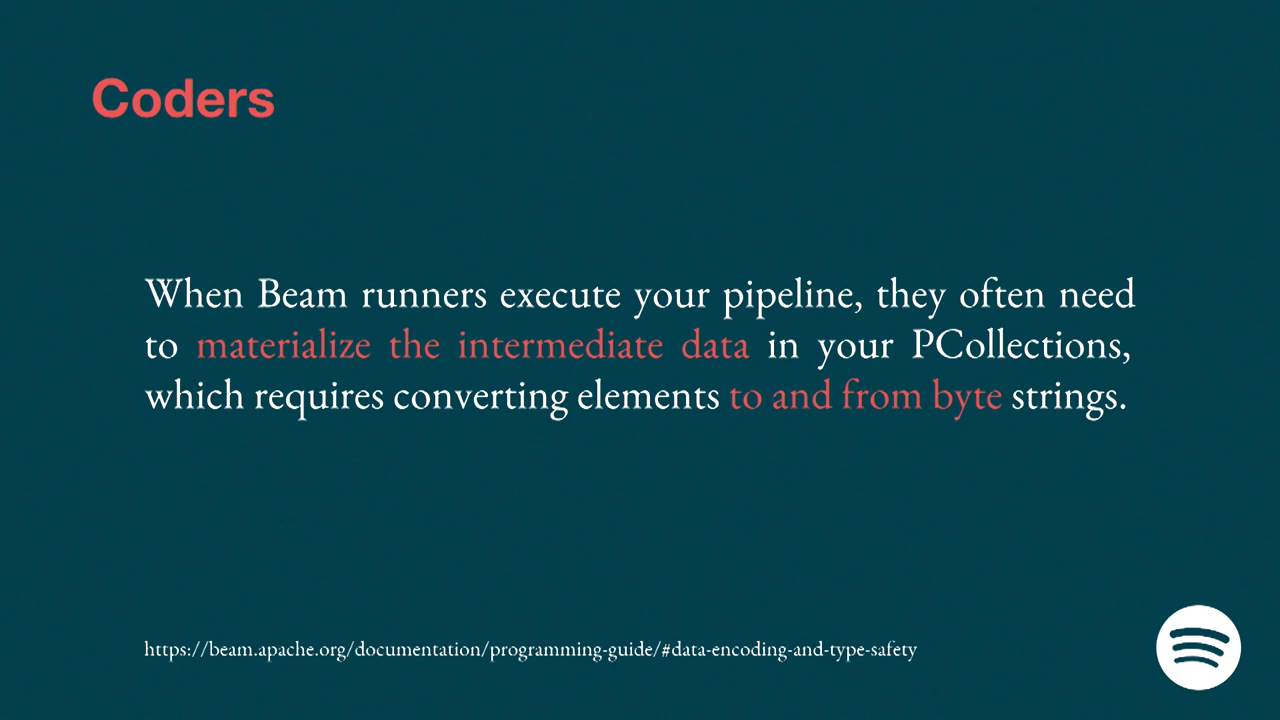 Coders
When Beam runners execute your pipeline, they often need
to materialize the intermediate data in your PCollections,
which requires converting elements to and from byte strings.
https://beam.apache.org/documentation/programming-guide/#data-encoding-and-type-safety